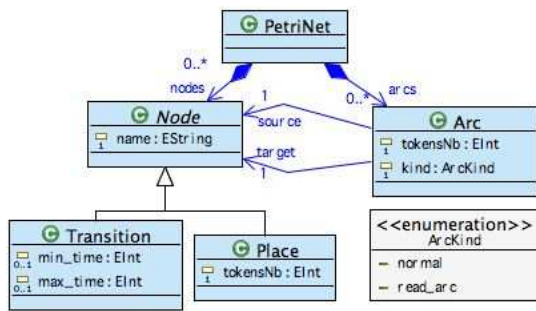 PetriNet
0..*
nodes
0..*
arcs
Node
name : EString
1
source
target
1
Arc
1 tokensNb : EInt
1 kind : ArcKind
Transition
0..1 min_time : EInt
0..1 max_time : EInt
Place
1 tokensNb : EInt
<<enumeration>>
ArcKind
normal
read_arc